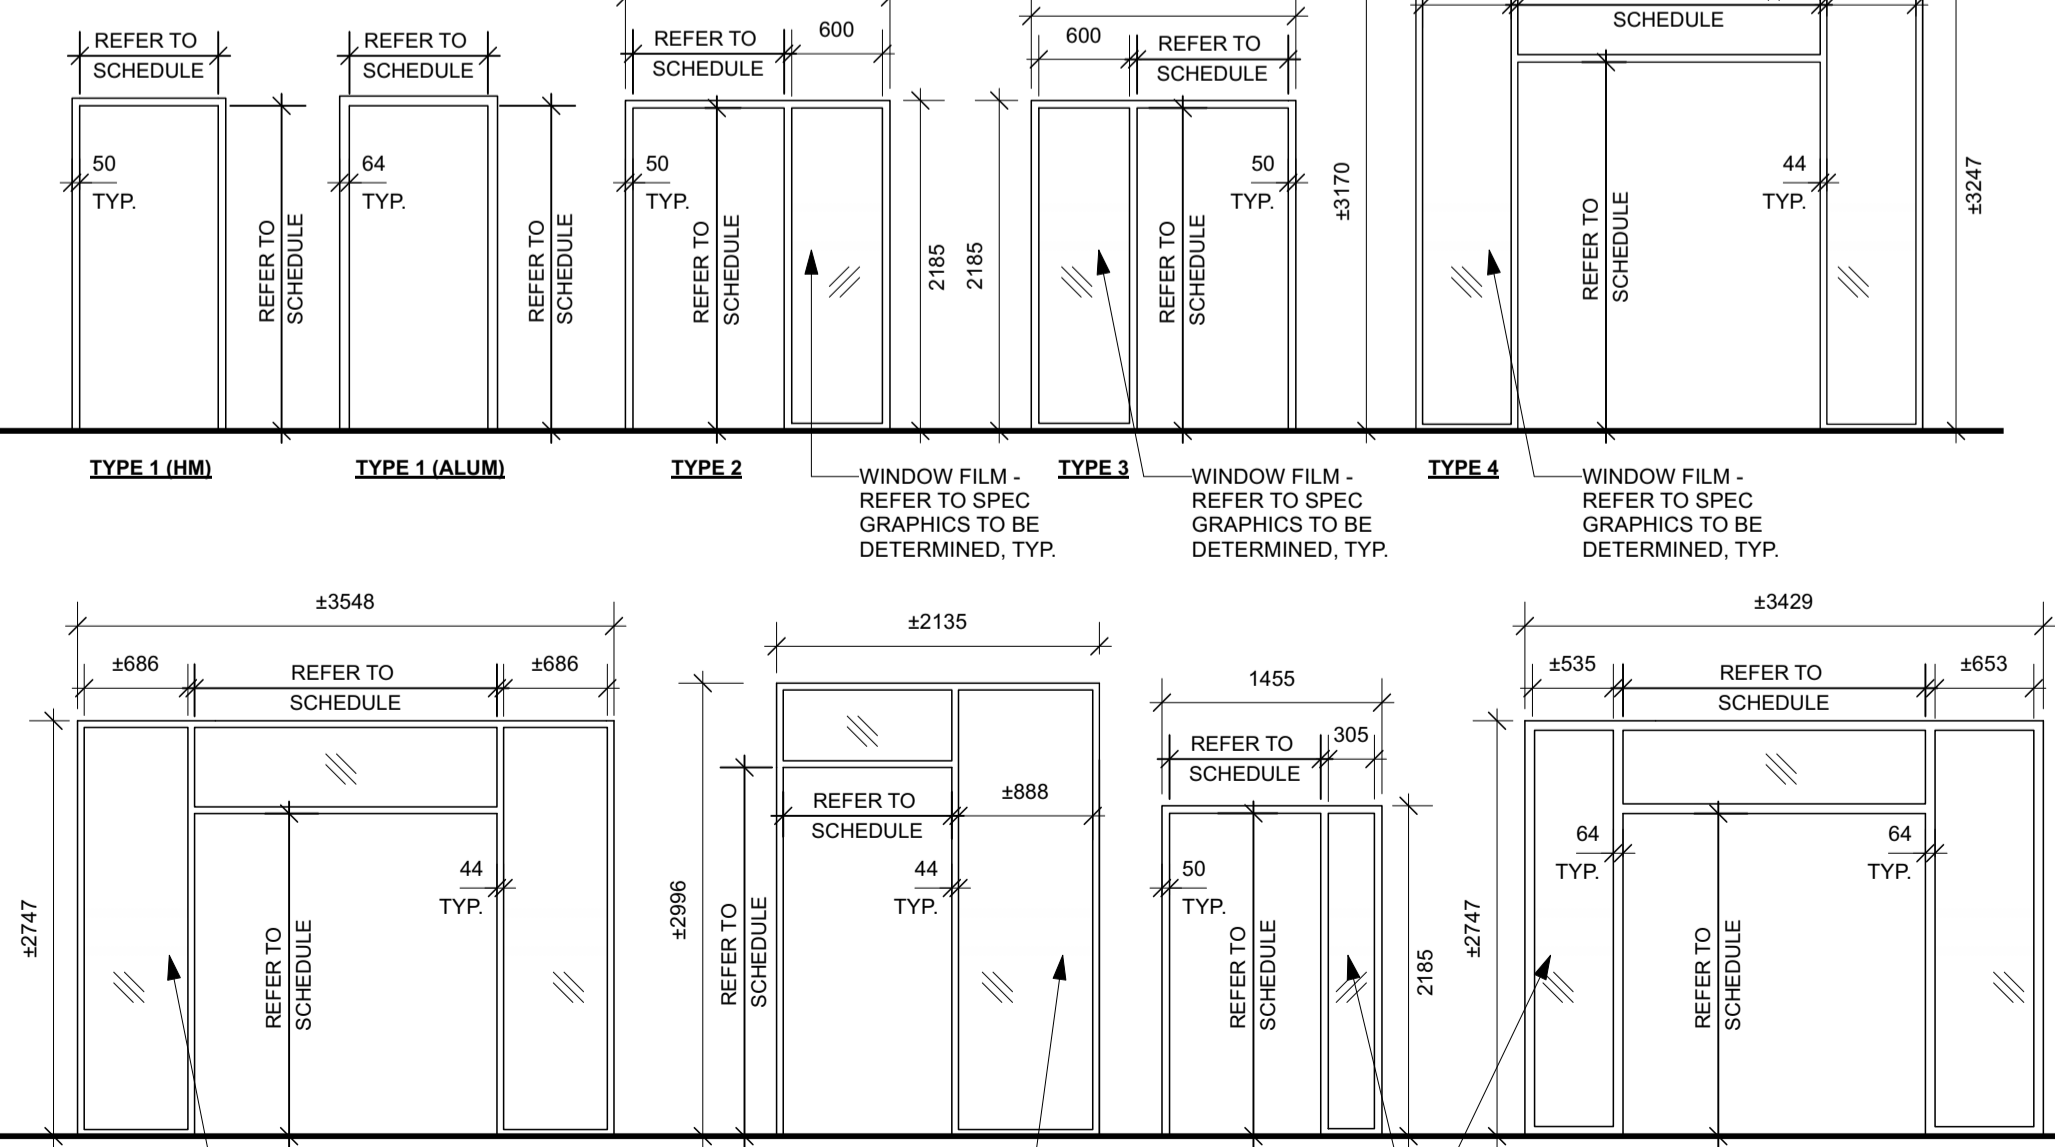 SCHEDULE
REFER TO
SCHEDULE
REFER TO
SCHEDULE
REFER TO
SCHEDULE
600
600
REFER TO
SCHEDULE
50
TYP.
64
TYP.
50
TYP.
50
TYP.
44
TYP.
REFER TO
SCHEDULE
REFER TO
SCHEDULE
REFER TO
SCHEDULE
2185
2185
REFER TO
SCHEDULE
±3170
REFER TO
SCHEDULE
±3247
TYPE 1 (HM)
TYPE 1 (ALUM)
TYPE 2
TYPE 3
TYPE 4
WINDOW FILM -
REFER TO SPEC
GRAPHICS TO BE
DETERMINED, TYP.
WINDOW FILM -
REFER TO SPEC
GRAPHICS TO BE
DETERMINED, TYP.
WINDOW FILM -
REFER TO SPEC
GRAPHICS TO BE
DETERMINED, TYP.
±3548
±686
REFER TO
SCHEDULE
±686
±2747
44
TYP.
REFER TO
SCHEDULE
±2135
±2996
REFER TO
SCHEDULE
REFER TO
SCHEDULE
±888
44
TYP.
1455
REFER TO
SCHEDULE
305
50
TYP.
REFER TO
SCHEDULE
2185
±3429
±535
REFER TO
SCHEDULE
±653
±2747
64
TYP.
64
TYP.
REFER TO
SCHEDULE